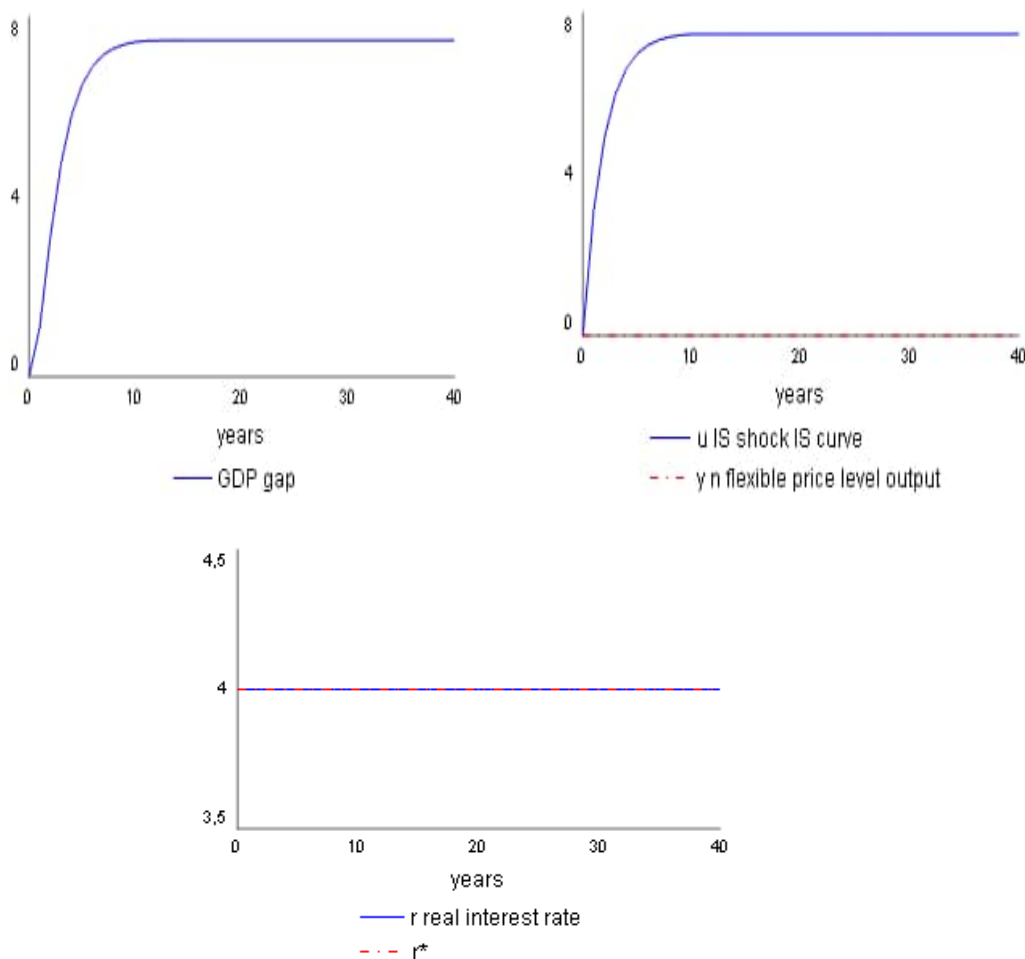 8
4
0
0 10 20 30 40
years
GDP gap
8
4
0
0 10 20 30 40
years
u IS shock IS curve
y n flexible price level output
4,5
4
3,5
0 10 20 30 40
years
r real interest rate
r*